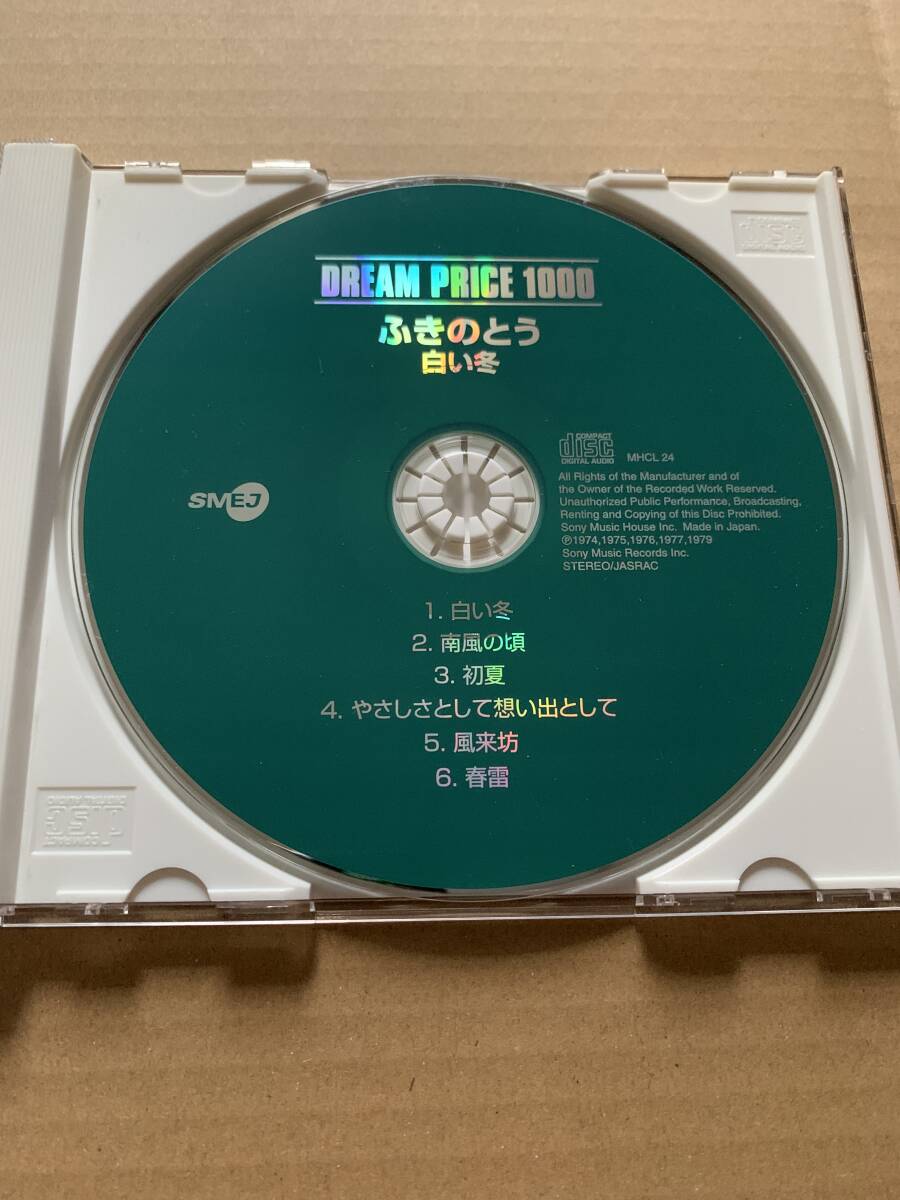 DREAM PRICE 1000
ふきのとう
白い冬
COMPACT
disc
DIGITAL AUDIO
MHCL 24
All Rights of the Manufacturer and of
the Owner of the Recorded Work Reserved.
Unauthorized Public Performance, Broadcasting,
Renting and Copying of this Disc Prohibited.
Sony Music House Inc. Made in Japan.
℗1974,1975,1976,1977,1979
Sony Music Records Inc.
STEREO/JASRAC
SMEJ
1. 白い冬
2. 南風の頃
3. 初夏
4. やさしさとして想い出として
5. 風来坊
6. 春雷